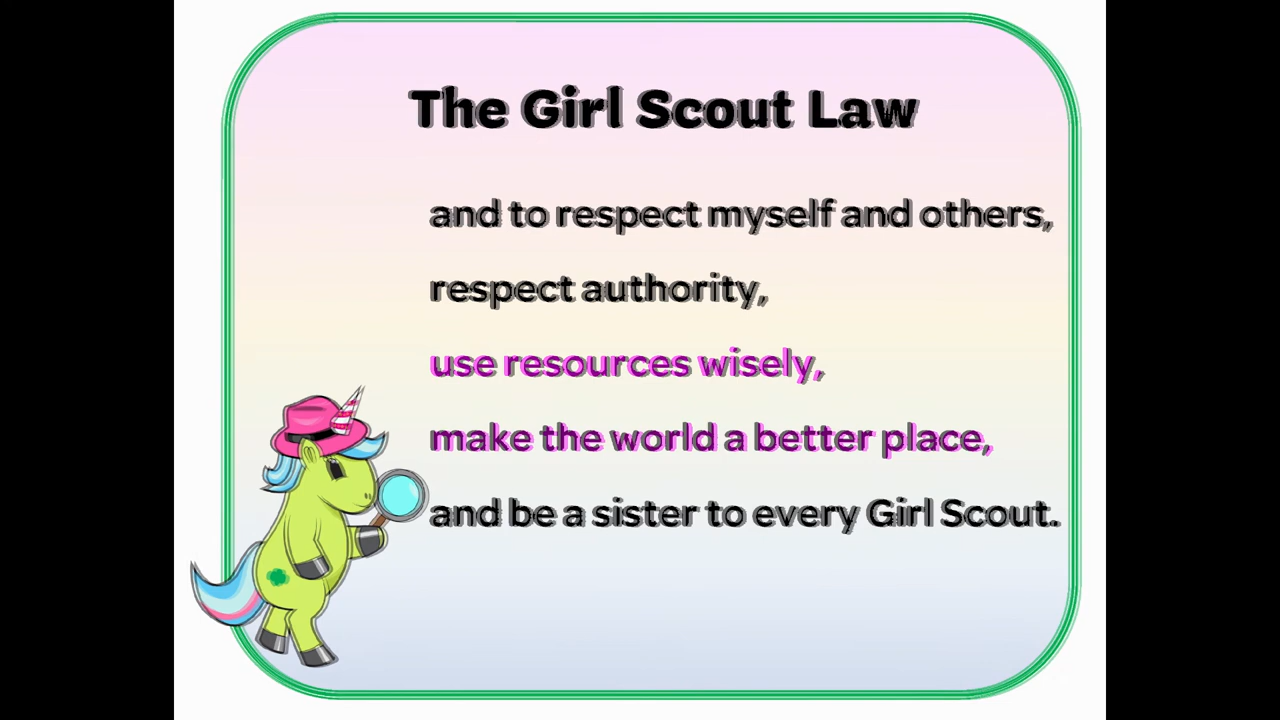 The Girl Scout Law
and to respect myself and others,
respect authority,
use resources wisely,
make the world a better place,
and be a sister to every Girl Scout.